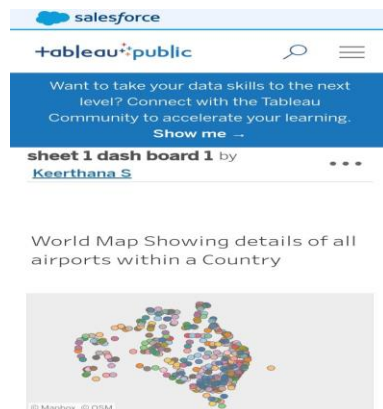 salesforce
+ableau public
Want to take your data skills to the next
level? Connect with the Tableau
Community to accelerate your learning.
Show me →
sheet 1 dash board 1 by
Keerthana S
World Map Showing details of all
airports within a Country
© Mapbox © OSM